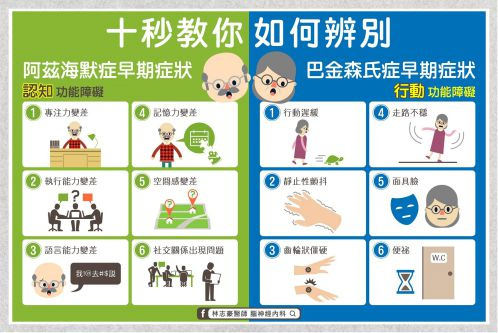 十秒教你 如何辨別
阿茲海默症早期症狀
認知 功能障礙
1 專注力變差
4 記憶力變差
2 執行能力變差
?
5 空間感變差
3 語言能力變差
我!@去#$說
6 社交關係出現問題
巴金森氏症早期症狀
行動 功能障礙
1 行動遲緩
4 走路不穩
2 靜止性顫抖
5 面具臉
3 齒輪狀僵硬
6 便祕
W.C
f 林志豪醫師 腦神經內科